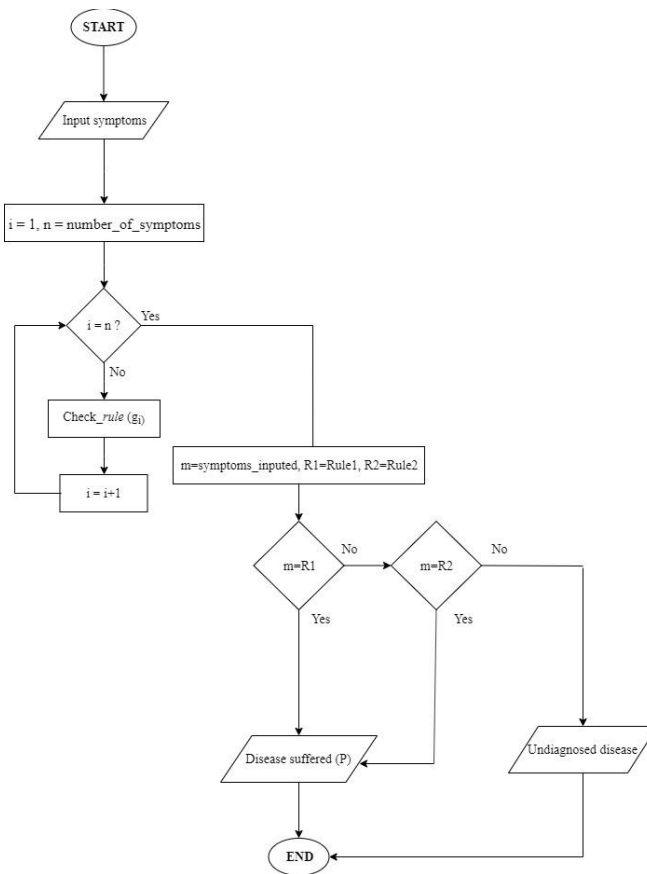 START
Input symptoms
i = 1, n = number_of_symptoms
i = n ?
Yes
No
Check_rule (gi)
i = i+1
m=symptoms_inputed, R1=Rule1, R2=Rule2
m=R1
No
m=R2
No
Yes
Yes
Disease suffered (P)
Undiagnosed disease
END